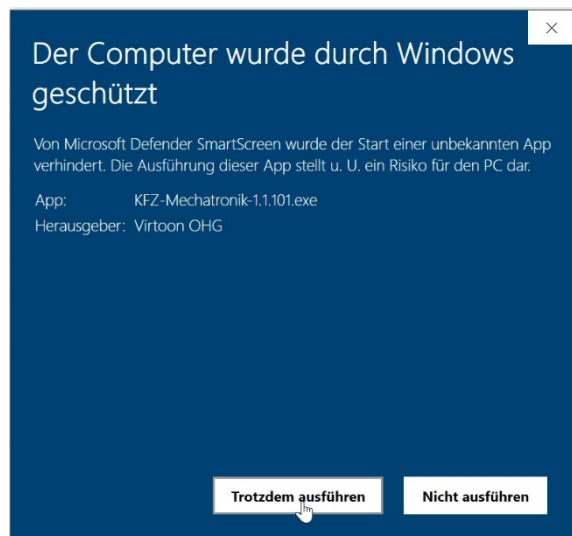 Der Computer wurde durch Windows
geschützt
Von Microsoft Defender SmartScreen wurde der Start einer unbekannten App
verhindert. Die Ausführung dieser App stellt u. U. ein Risiko für den PC dar.
App: KFZ-Mechatronik-1.1.101.exe
Herausgeber: Virtoon OHG
Trotzdem ausführen Nicht ausführen